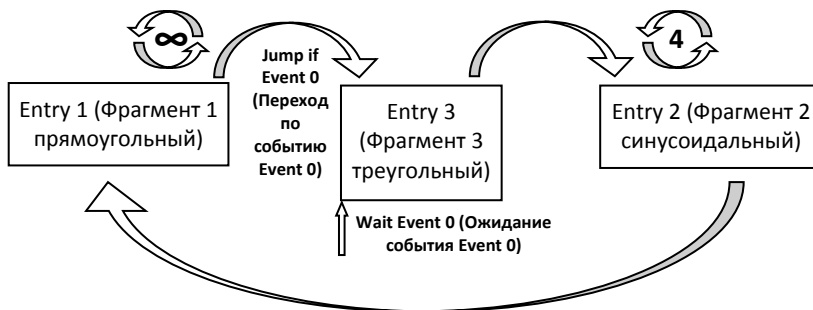 ∞
Jump if
Event 0
(Переход
по
событию
Event 0)
4
Entry 1 (Фрагмент 1
прямоугольный)
Entry 3
(Фрагмент 3
треугольный)
Entry 2 (Фрагмент 2
синусоидальный)
Wait Event 0 (Ожидание
события Event 0)